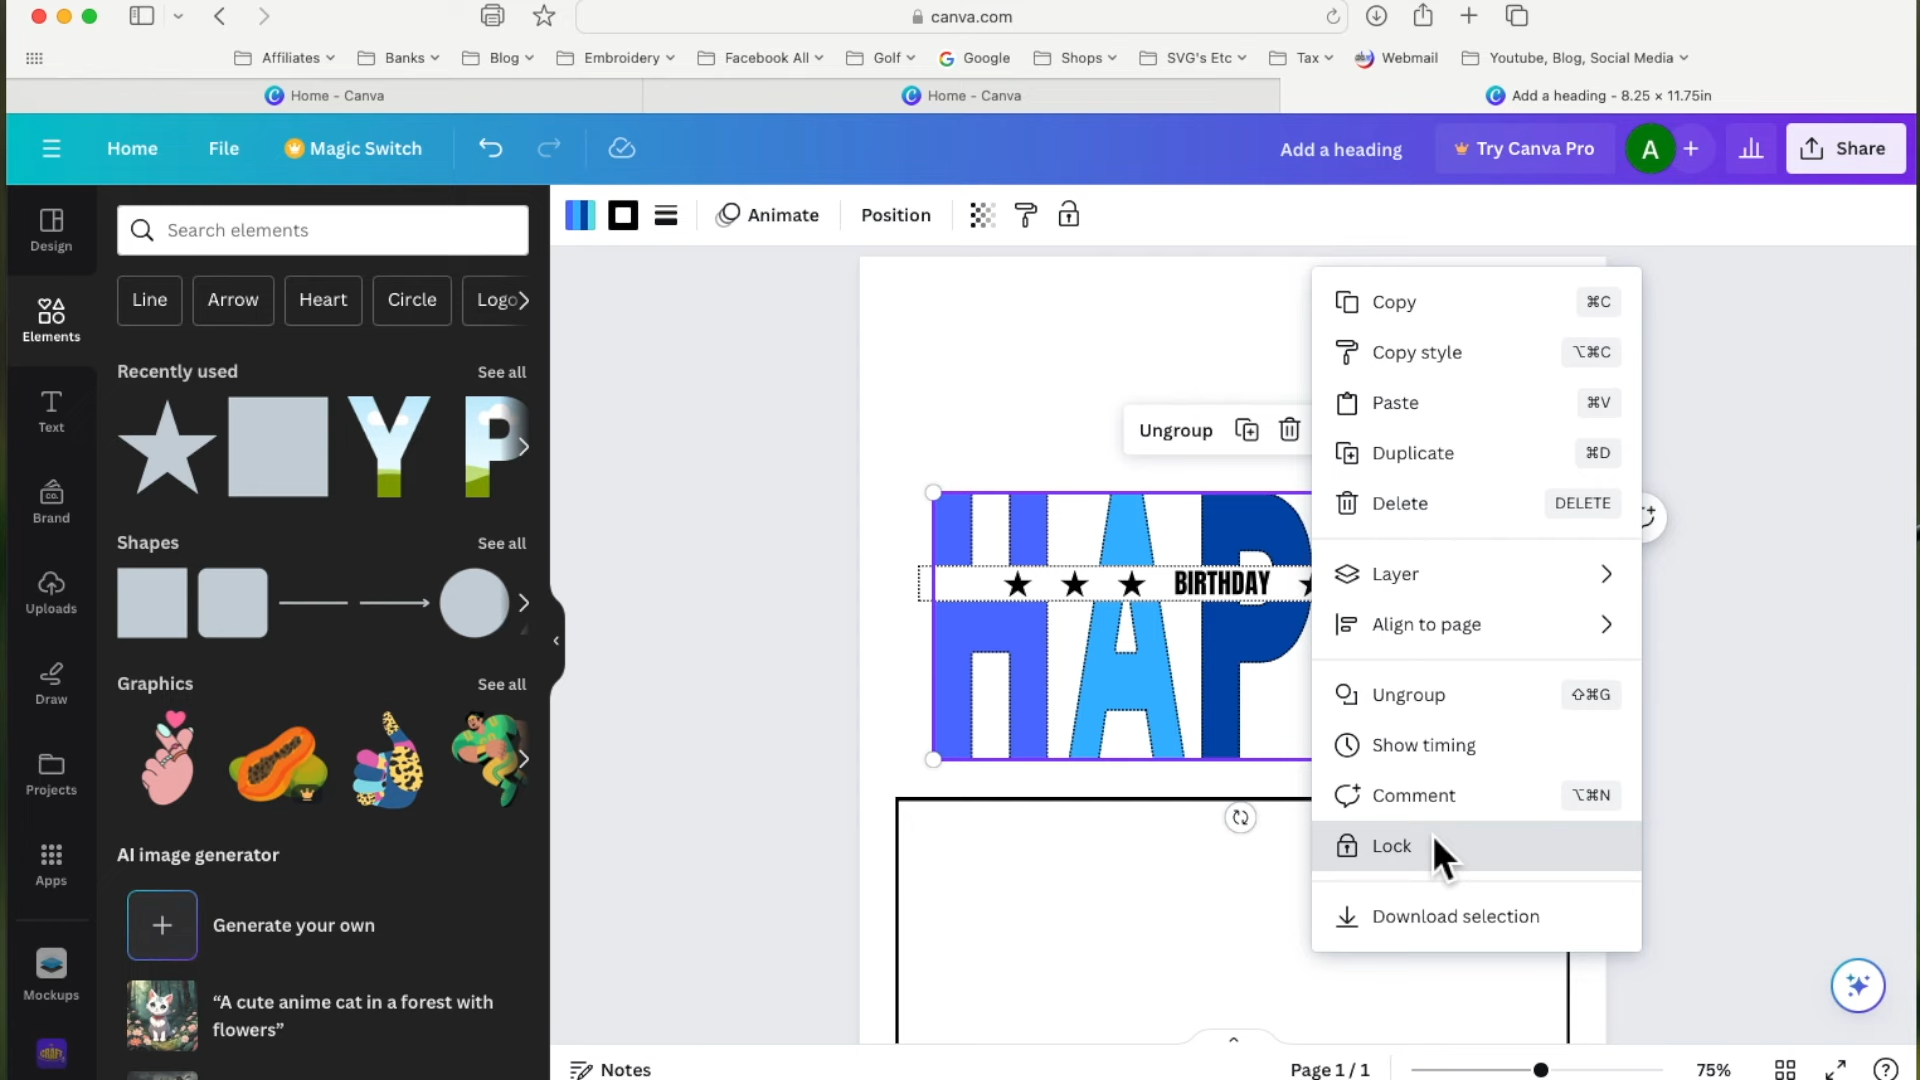 canva.com
Affiliates
Banks
Blog
Embroidery
Facebook All
Golf
Google
Shops
SVG's Etc
Tax
Webmail
Youtube, Blog, Social Media
Home - Canva
Home - Canva
Add a heading - 8.25 × 11.75in
Home
File
Magic Switch
Add a heading
Try Canva Pro
A
Share
Design
Elements
Text
Brand
Uploads
Draw
Projects
Apps
Mockups
CRAFT
Search elements
Line
Arrow
Heart
Circle
Logo
Recently used
See all
Y P
Shapes
See all
Graphics
See all
AI image generator
Generate your own
“A cute anime cat in a forest with
flowers”
Animate
Position
Ungroup
HAP
BIRTHDAY
Copy ⌘C
Copy style ⌥⌘C
Paste ⌘V
Duplicate ⌘D
Delete DELETE
Layer
Align to page
Ungroup ⇧⌘G
Show timing
Comment ⌥⌘N
Lock
Download selection
Notes
Page 1 / 1
75%